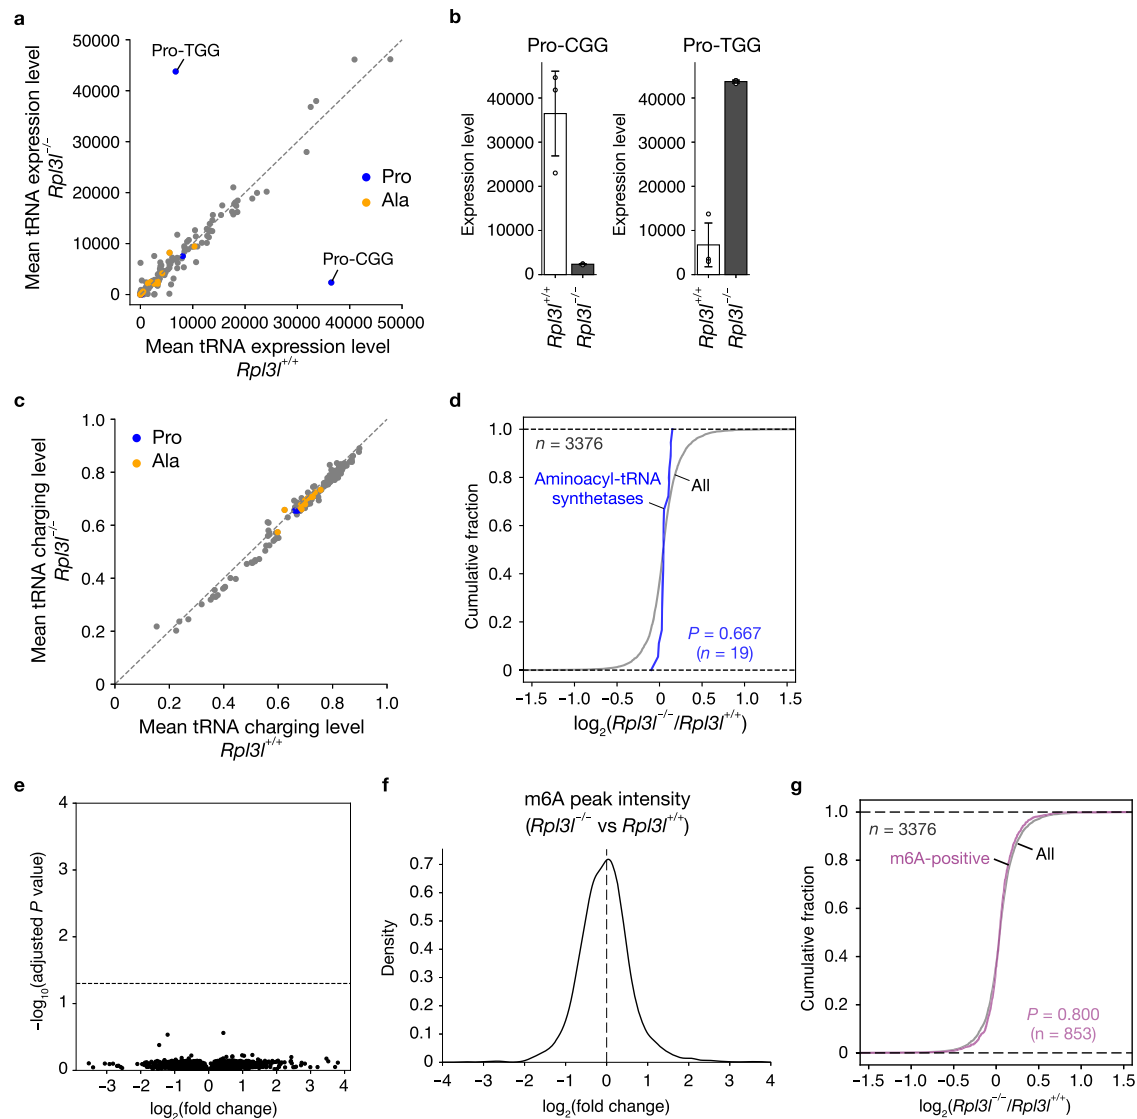 a
Mean tRNA expression level
Rpl3l−/−
50000
40000
30000
20000
10000
0
Pro-TGG
Pro
Ala
Pro-CGG
0
10000
20000
30000
40000
50000
Mean tRNA expression level
Rpl3l+/+
b
Pro-CGG
Expression level
40000
30000
20000
10000
0
Rpl3l+/+
Rpl3l−/−
Pro-TGG
Expression level
40000
30000
20000
10000
0
Rpl3l+/+
Rpl3l−/−
c
Mean tRNA charging level
Rpl3l−/−
1.0
0.8
0.6
0.4
0.2
0
Pro
Ala
0
0.2
0.4
0.6
0.8
1.0
Mean tRNA charging level
Rpl3l+/+
d
Cumulative fraction
1.0
0.8
0.6
0.4
0.2
0
n = 3376
Aminoacyl-tRNA
synthetases
All
P = 0.667
(n = 19)
−1.5
−1.0
−0.5
0
0.5
1.0
1.5
log2(Rpl3l−/−/Rpl3l+/+)
e
−log10(adjusted P value)
4
3
2
1
0
−3
−2
−1
0
1
2
3
4
log2(fold change)
f
m6A peak intensity
(Rpl3l−/− vs Rpl3l+/+)
Density
0.7
0.6
0.5
0.4
0.3
0.2
0.1
0
−4
−2
0
2
4
log2(fold change)
g
Cumulative fraction
1.0
0.8
0.6
0.4
0.2
0
n = 3376
m6A-positive
All
P = 0.800
(n = 853)
−1.5
−1.0
−0.5
0
0.5
1.0
1.5
log2(Rpl3l−/−/Rpl3l+/+)